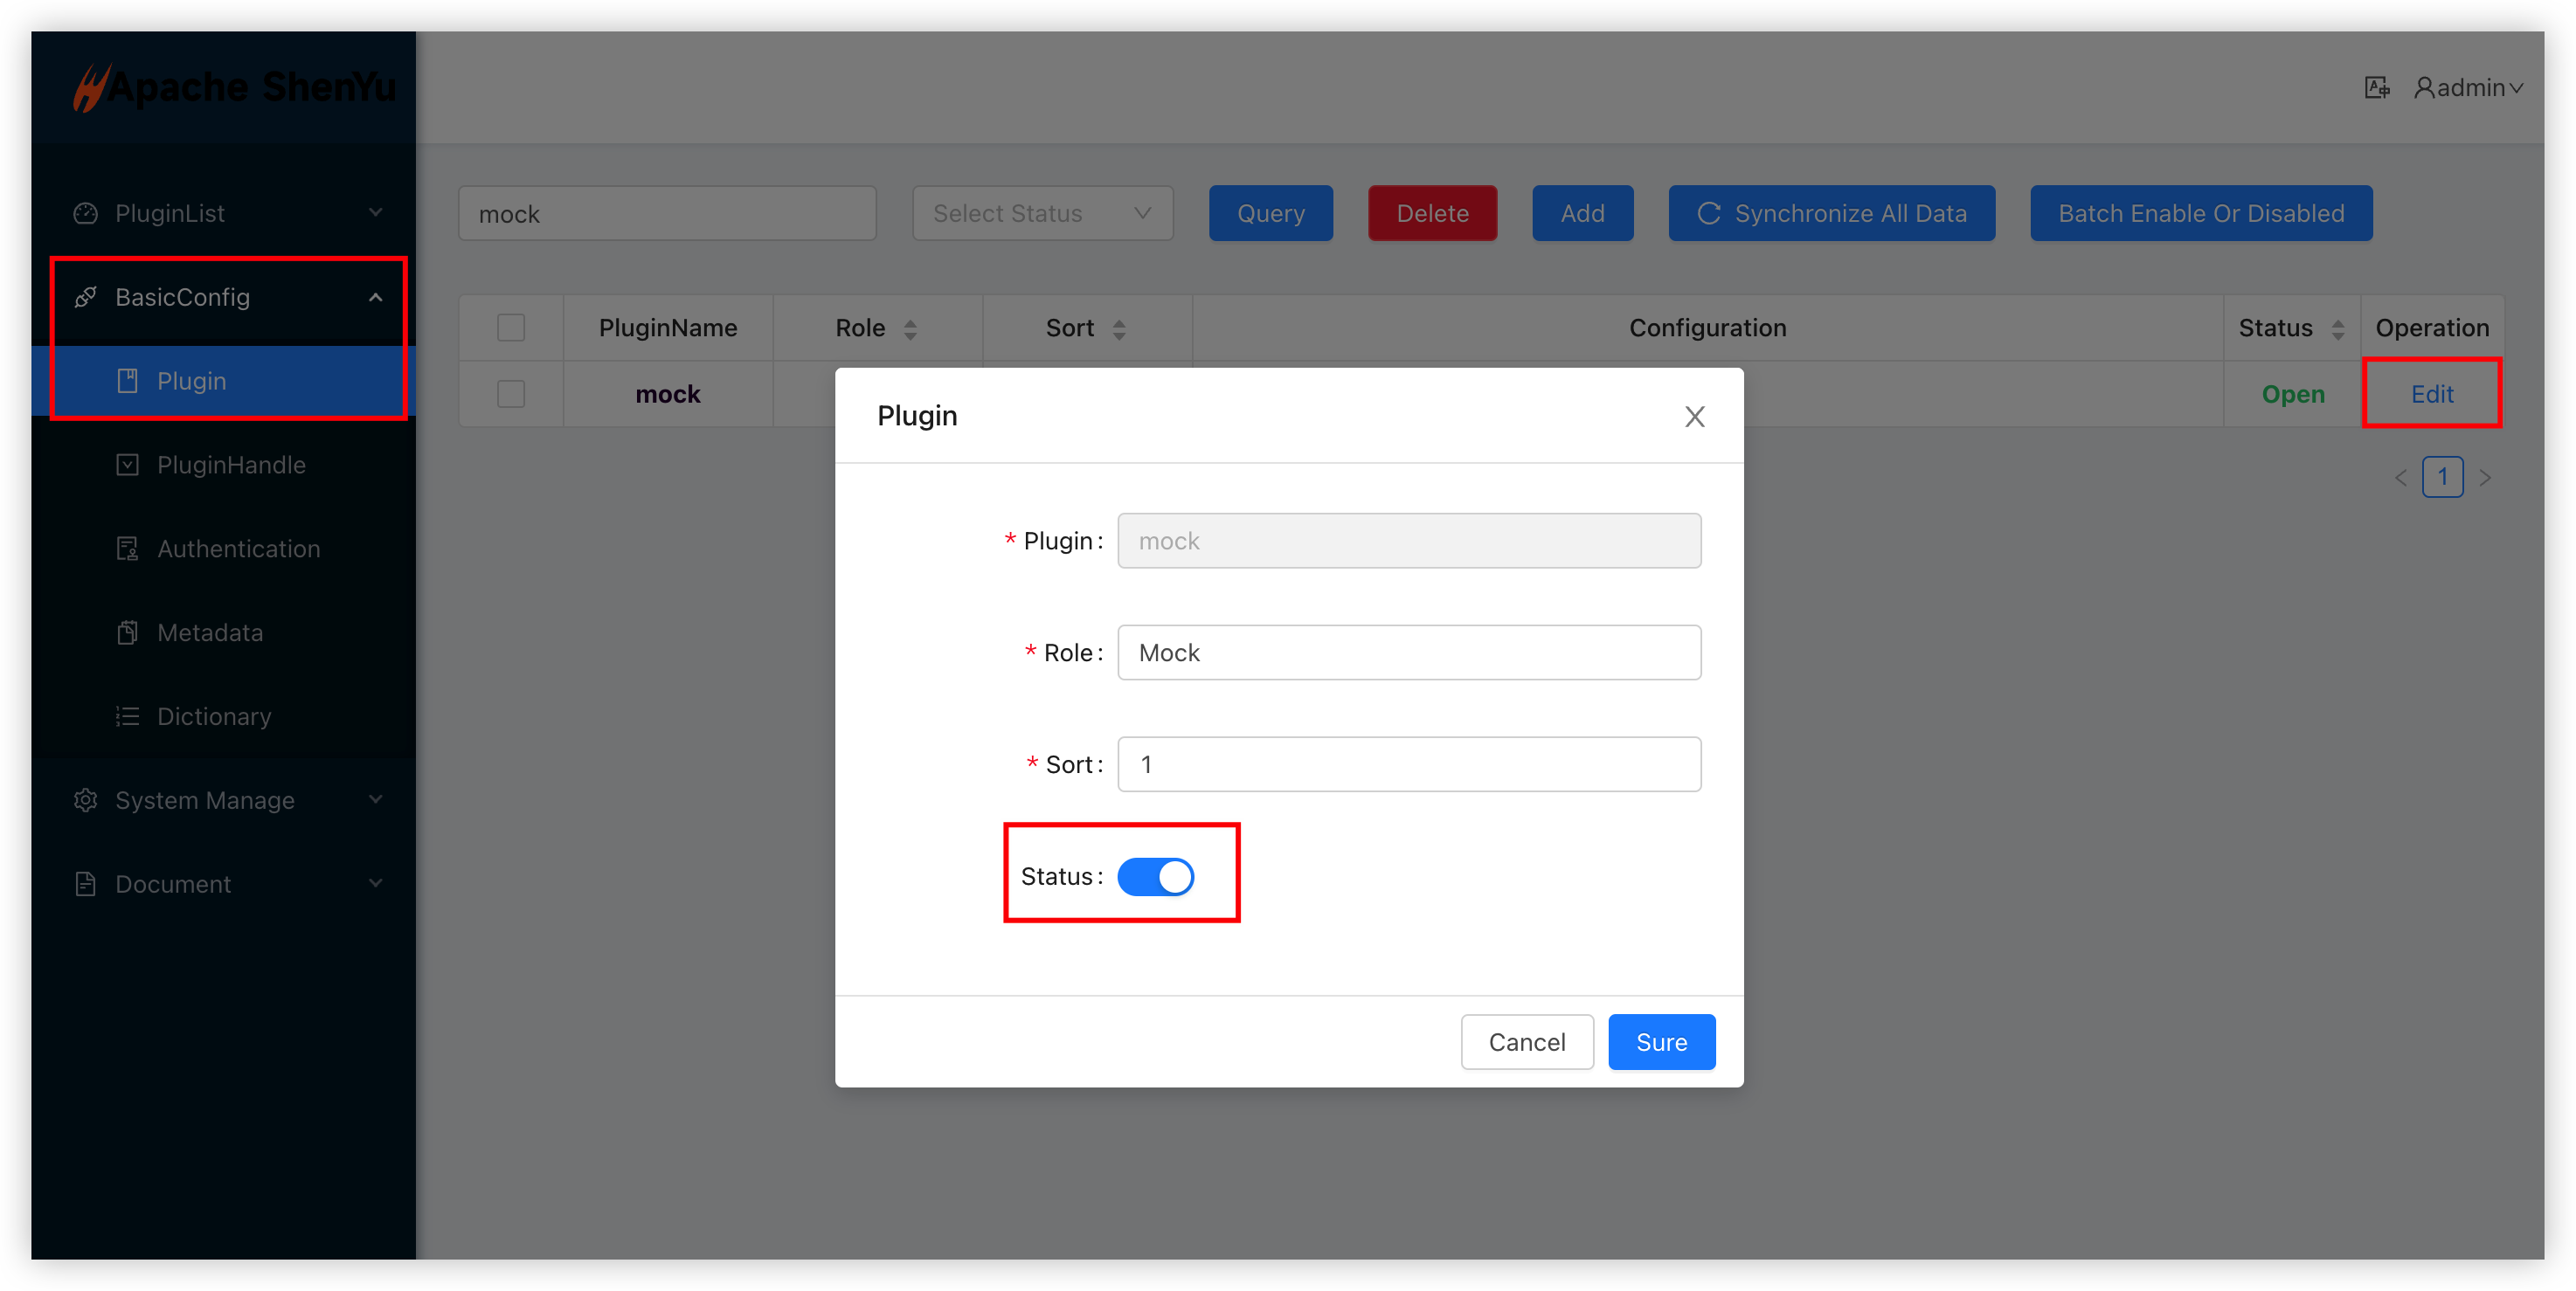 Apache ShenYu
admin
PluginList
BasicConfig
Plugin
PluginHandle
Authentication
Metadata
Dictionary
System Manage
Document
mock
Select Status
Query
Delete
Add
Synchronize All Data
Batch Enable Or Disabled
PluginName
Role
Sort
Configuration
Status
Operation
mock
Open
Edit
1
Plugin
* Plugin:
mock
* Role:
Mock
* Sort:
1
Status:
Cancel
Sure